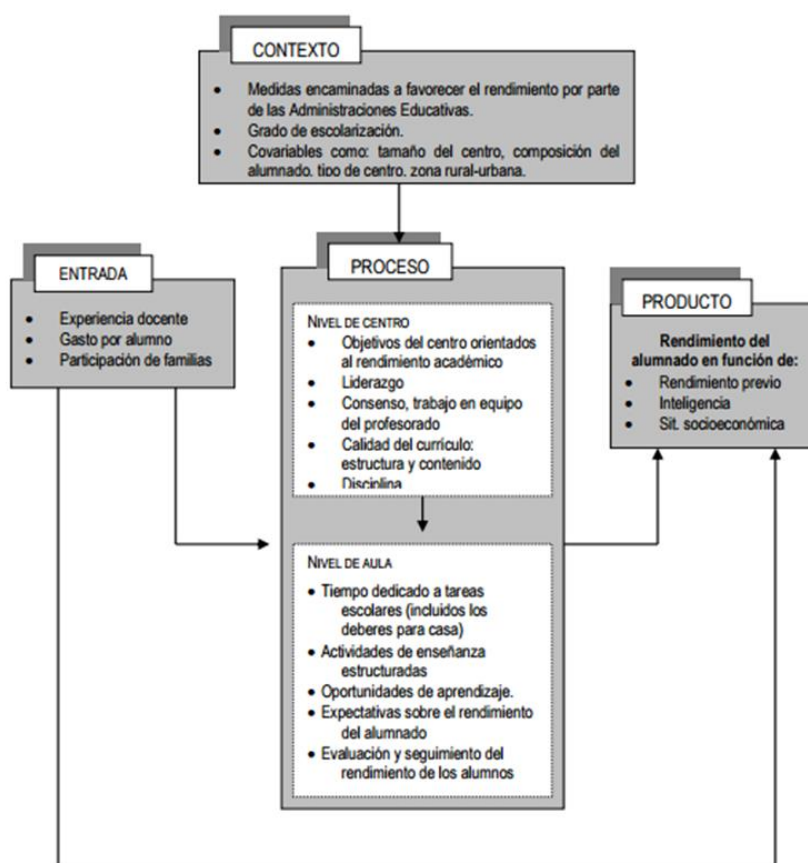 CONTEXTO
• Medidas encaminadas a favorecer el rendimiento por parte
de las Administraciones Educativas.
• Grado de escolarización.
• Covariables como: tamaño del centro, composición del
alumnado, tipo de centro, zona rural-urbana.
ENTRADA
• Experiencia docente
• Gasto por alumno
• Participación de familias
PROCESO
NIVEL DE CENTRO
• Objetivos del centro orientados
al rendimiento académico
• Liderazgo
• Consenso, trabajo en equipo
del profesorado
• Calidad del currículo:
estructura y contenido
• Disciplina
NIVEL DE AULA
• Tiempo dedicado a tareas
escolares (incluidos los
deberes para casa)
• Actividades de enseñanza
estructuradas
• Oportunidades de aprendizaje.
• Expectativas sobre el rendimiento
del alumnado
• Evaluación y seguimiento del
rendimiento de los alumnos
PRODUCTO
Rendimiento del
alumnado en función de:
• Rendimiento previo
• Inteligencia
• Sit. socioeconómica